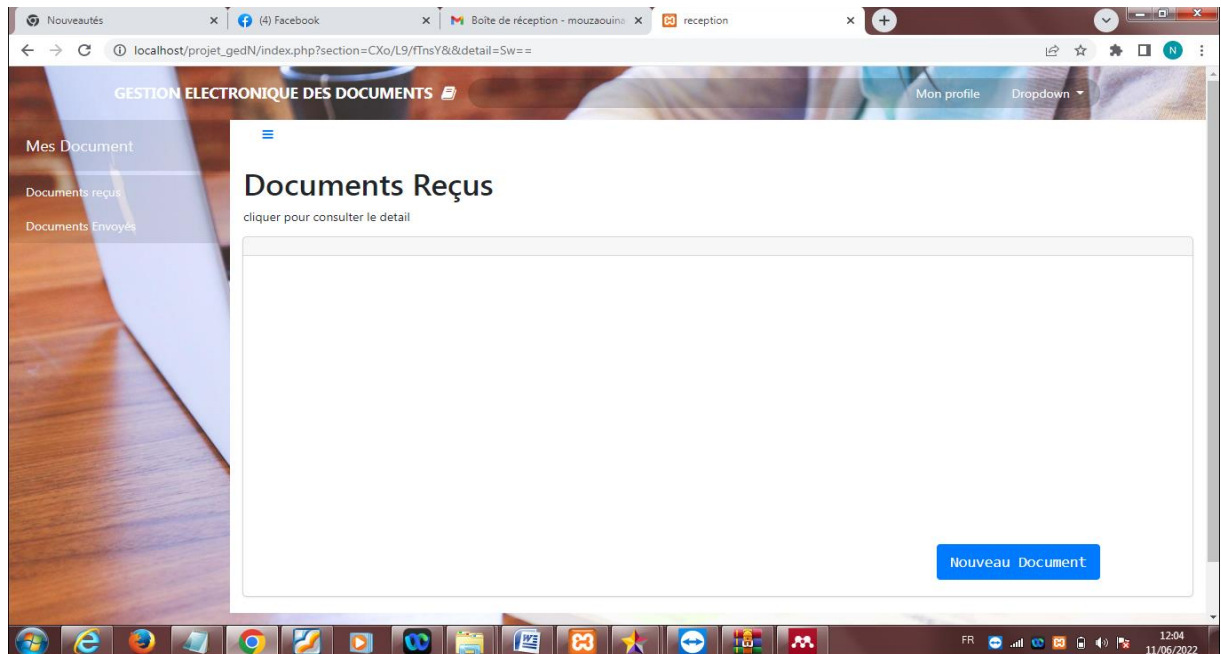 Nouveautés
(4) Facebook
Boîte de réception - mouzaouina
reception
localhost/projet_gedN/index.php?section=CXo/L9/fTnsY&&detail=Sw==
N
GESTION ELECTRONIQUE DES DOCUMENTS
Mon profile
Dropdown
Mes Document
Documents reçus
Documents Envoyés
Documents Reçus
cliquer pour consulter le detail
Nouveau Document
FR
12:04
11/06/2022